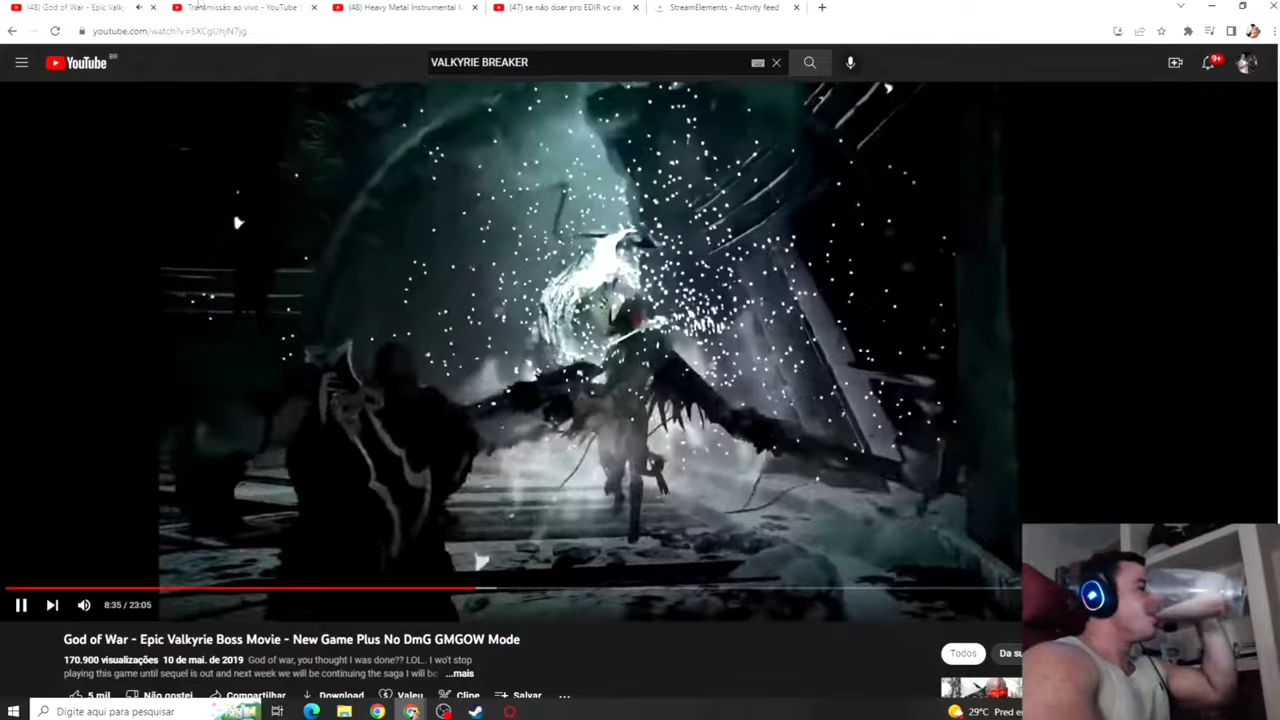 (48) God of War - Epic Valky
Transmissão ao vivo - YouTube
(48) Heavy Metal Instrumental M
(47) se não doar pro EDIR vc va
StreamElements - Activity feed
youtube.com/watch?v=5XCgUhjN7jg
YouTube BR
VALKYRIE BREAKER
9+
8:35 / 23:05
God of War - Epic Valkyrie Boss Movie - New Game Plus No DmG GMGOW Mode
170.900 visualizações 10 de mai. de 2019 God of war, you thought I was done?? LOL.. I wo't stop
playing this game until sequel is out and next week we will be continuing the saga I will be ...mais
Todos
Da su
5 mil
Não gostei
Compartilhar
Download
Valeu
Clipe
Salvar
Digite aqui para pesquisar
29°C Pred en